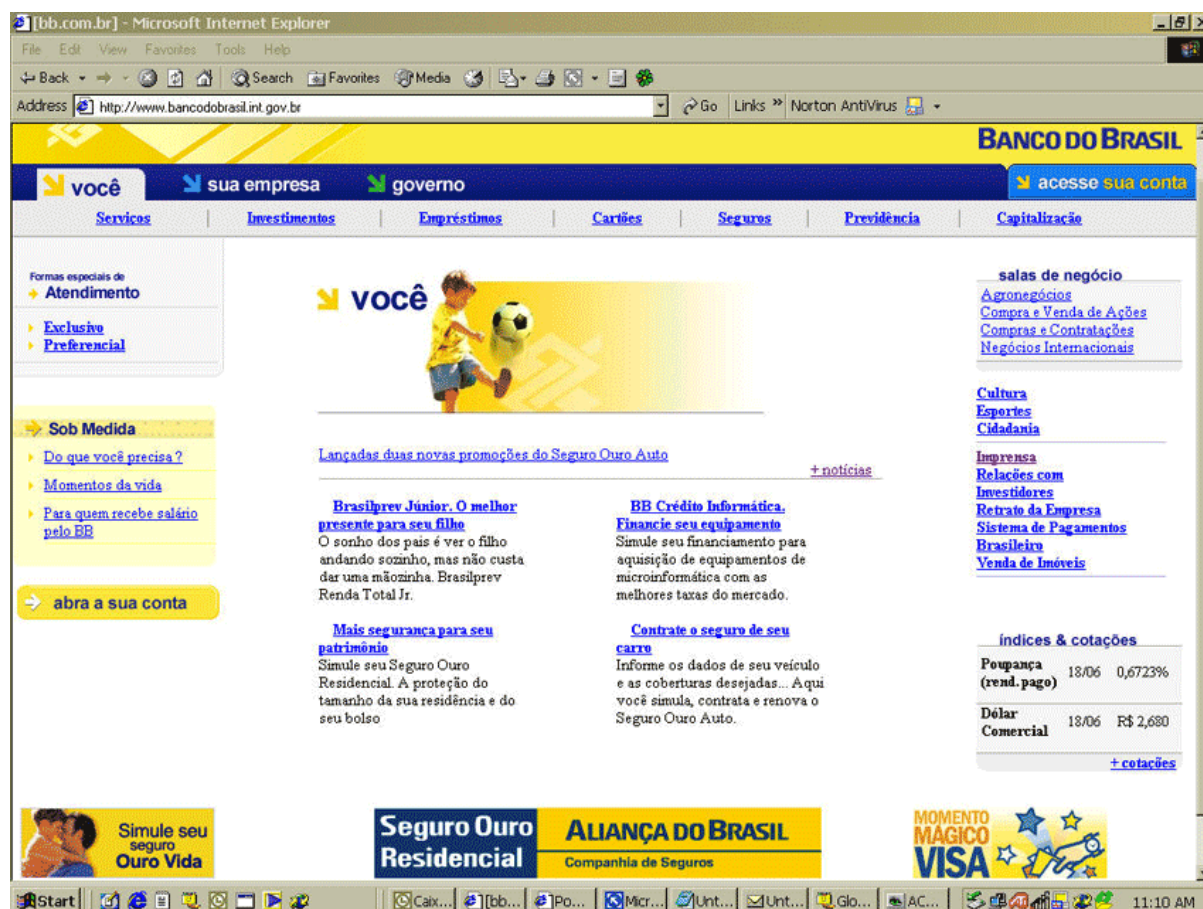 [bb.com.br] - Microsoft Internet Explorer
File Edit View Favorites Tools Help
Back Search Favorites Media
Address http://www.bancodobrasil.int.gov.br Go Links » Norton AntiVirus
BANCO DO BRASIL
você sua empresa governo acesse sua conta
Serviços Investimentos Empréstimos Cartões Seguros Previdência Capitalização
Formas especiais de
Atendimento
Exclusivo
Preferencial
Sob Medida
Do que você precisa?
Momentos da vida
Para quem recebe salário
pelo BB
abra a sua conta
você
Lançadas duas novas promoções do Seguro Ouro Auto
+ notícias
Brasilprev Júnior. O melhor
presente para seu filho
O sonho dos pais é ver o filho
andando sozinho, mas não custa
dar uma mãozinha. Brasilprev
Renda Total Jr.
BB Crédito Informática.
Financie seu equipamento
Simule seu financiamento para
aquisição de equipamentos de
microinformática com as
melhores taxas do mercado.
Mais segurança para seu
patrimônio
Simule seu Seguro Ouro
Residencial. A proteção do
tamanho da sua residência e do
seu bolso
Contrate o seguro de seu
carro
Informe os dados de seu veículo
e as coberturas desejadas... Aqui
você simula, contrata e renova o
Seguro Ouro Auto.
salas de negócio
Agronegócios
Compra e Venda de Ações
Compras e Contratações
Negócios Internacionais
Cultura
Esportes
Cidadania
Imprensa
Relações com
Investidores
Retrato da Empresa
Sistema de Pagamentos
Brasileiro
Venda de Imóveis
índices & cotações
Poupança
(rend.pago) 18/06 0,6723%
Dólar
Comercial 18/06 R$ 2,680
+ cotações
Simule seu
seguro
Ouro Vida
Seguro Ouro
Residencial
ALIANÇA DO BRASIL
Companhia de Seguros
MOMENTO
MÁGICO
VISA
Start Caix... [bb... Po... Micr... Unt... Unt... Glo... AC... 11:10 AM